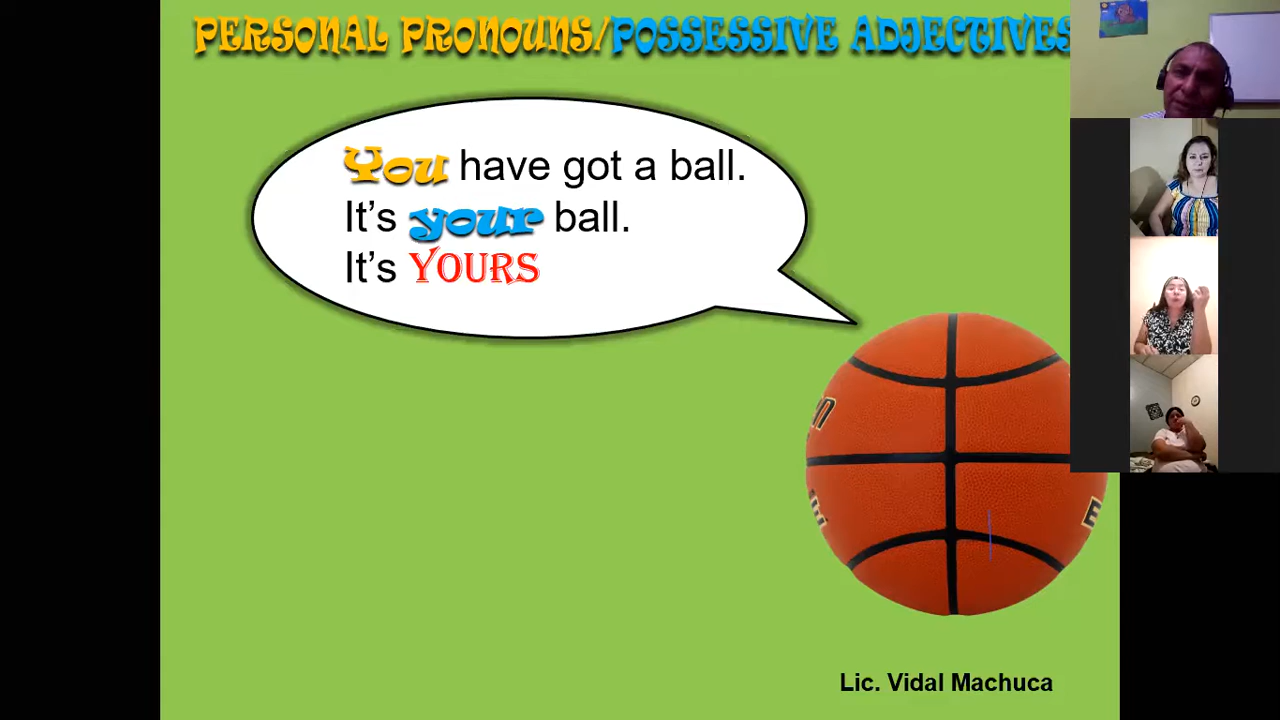 PERSONAL PRONOUNS/POSSESSIVE ADJECTIVES
You have got a ball.
It's your ball.
It's YOURS
Lic. Vidal Machuca